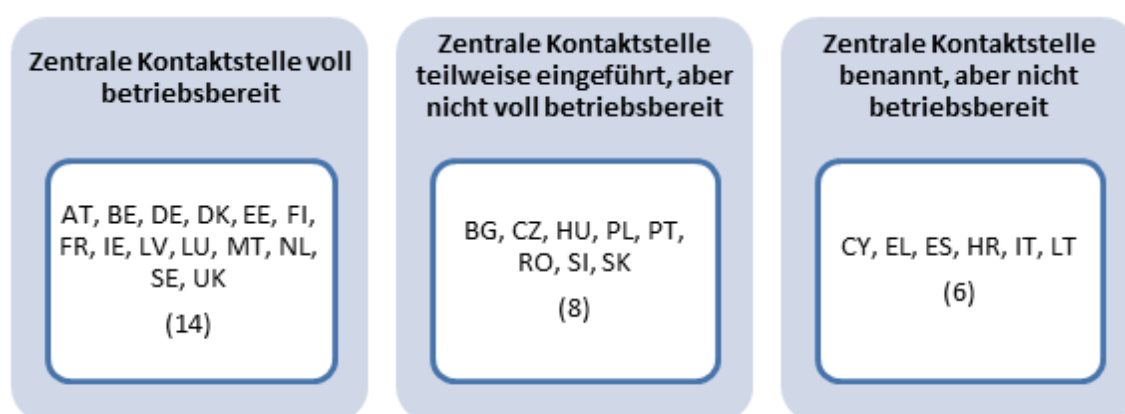 Zentrale Kontaktstelle voll
betriebsbereit
AT, BE, DE, DK, EE, FI,
FR, IE, LV, LU, MT, NL,
SE, UK
(14)
Zentrale Kontaktstelle
teilweise eingeführt, aber
nicht voll betriebsbereit
BG, CZ, HU, PL, PT,
RO, SI, SK
(8)
Zentrale Kontaktstelle
benannt, aber nicht
betriebsbereit
CY, EL, ES, HR, IT, LT
(6)